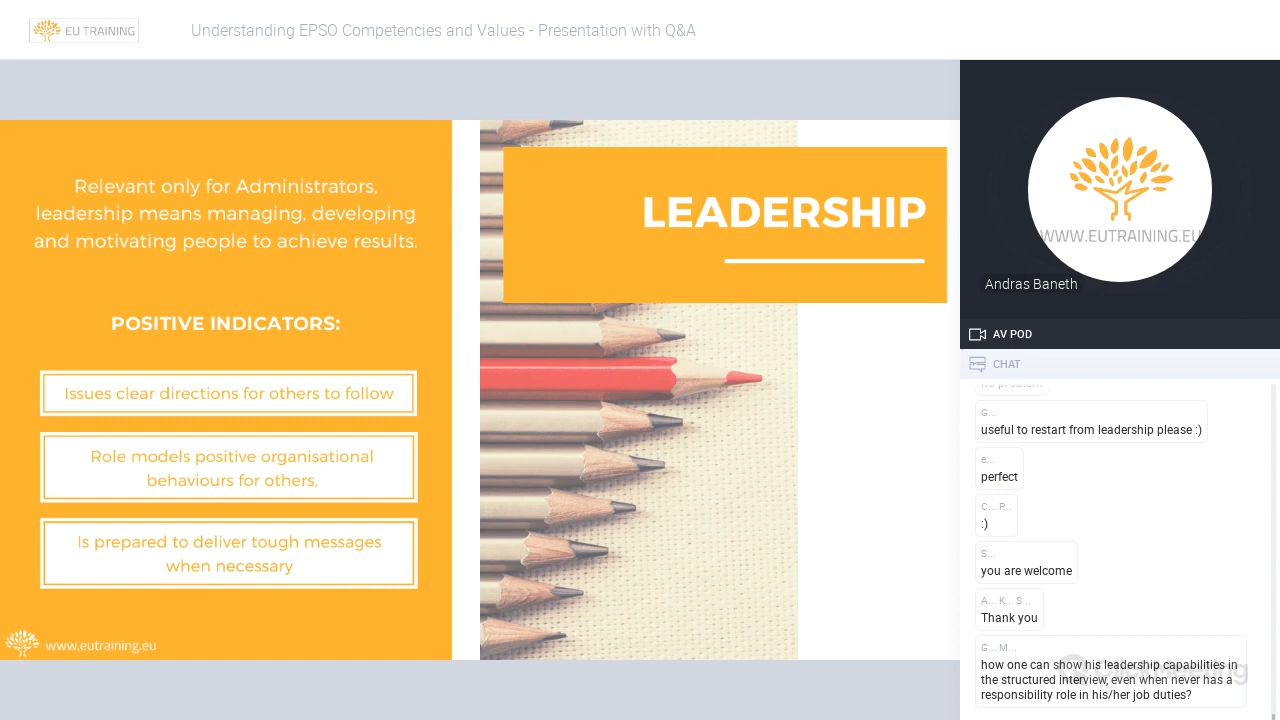 EU TRAINING
Understanding EPSO Competencies and Values - Presentation with Q&A
Relevant only for Administrators,
leadership means managing, developing
and motivating people to achieve results.
POSITIVE INDICATORS:
Issues clear directions for others to follow
Role models positive organisational
behaviours for others,
Is prepared to deliver tough messages
when necessary
www.eutraining.eu
LEADERSHIP
WWW.EUTRAINING.EU
Andras Baneth
AV POD
CHAT
no problem
G...
useful to restart from leadership please :)
e...
perfect
C... P...
:)
S...
you are welcome
A... K... S...
Thank you
G... M...
how one can show his leadership capabilities in
the structured interview, even when never has a
responsibility role in his/her job duties?
ClickMeeting